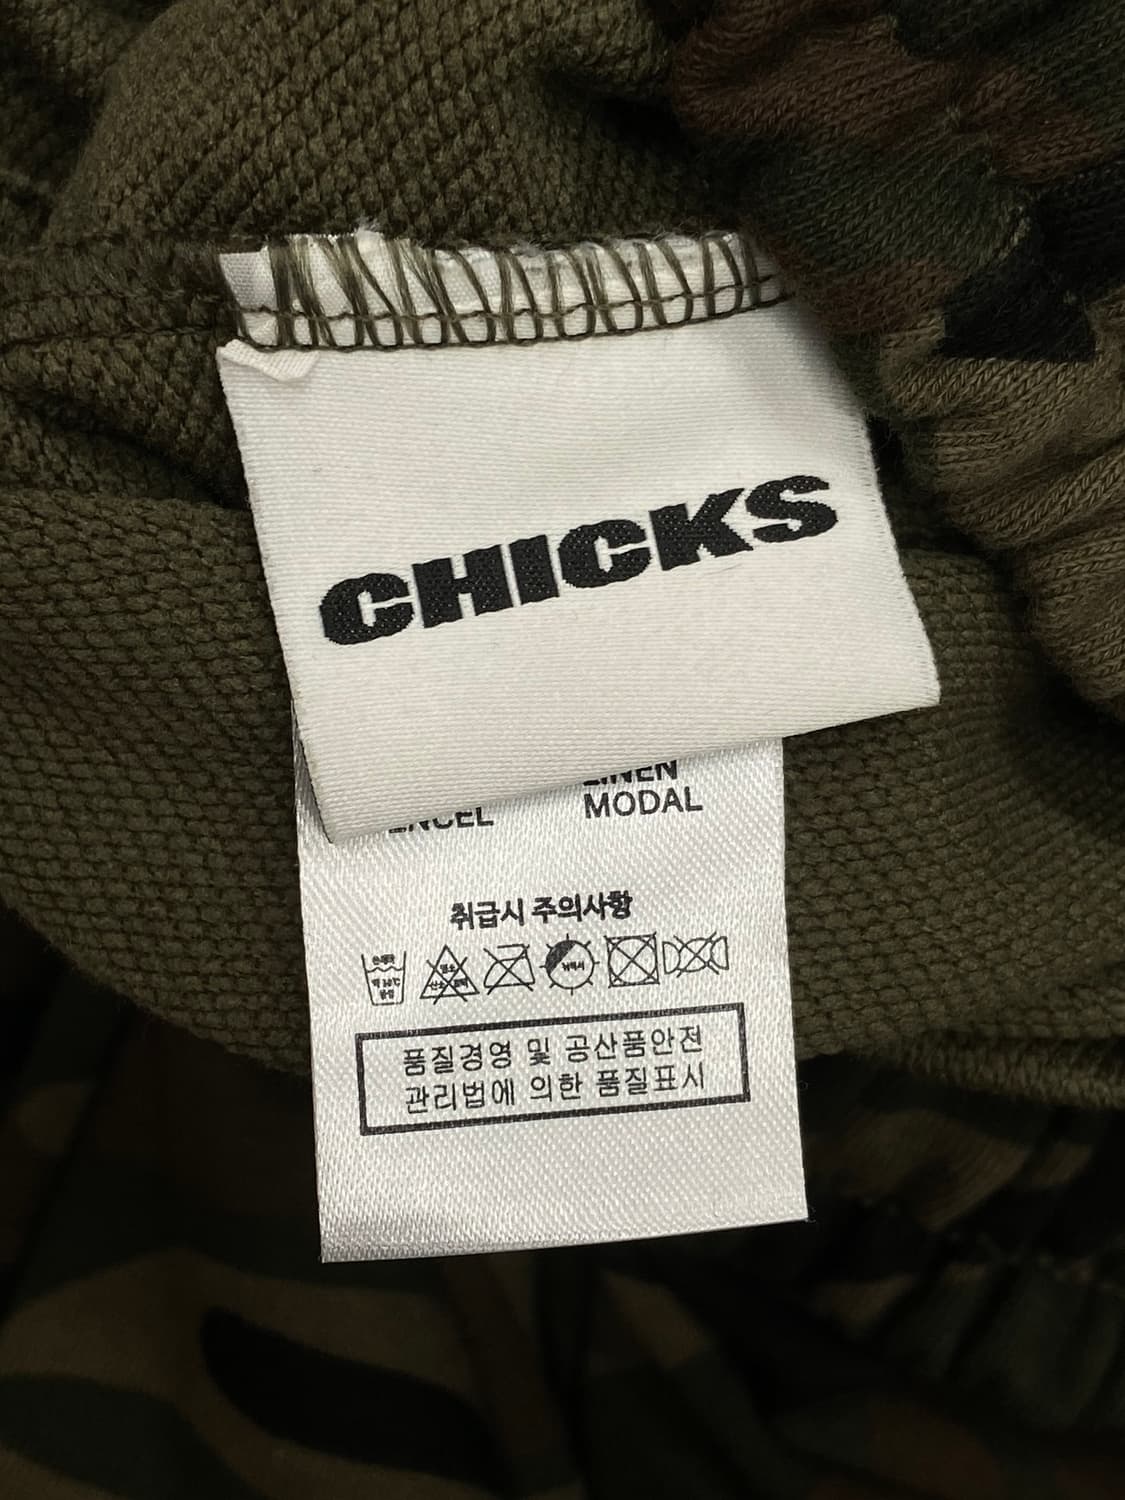 CHICKS
MODAL
취급시 주의사항
품질경영 및 공산품안전
관리법에 의한 품질표시